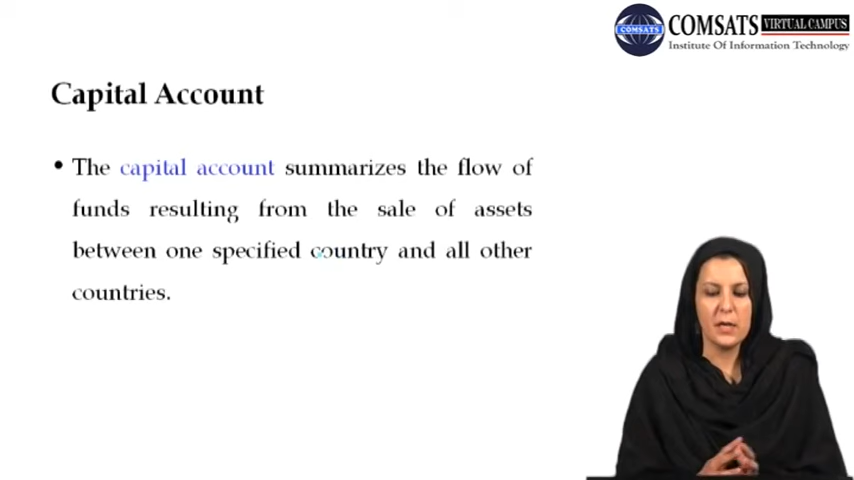 COMSATS VIRTUAL CAMPUS
COMSATS
Institute Of Information Technology
Capital Account
• The capital account summarizes the flow of
funds resulting from the sale of assets
between one specified country and all other
countries.